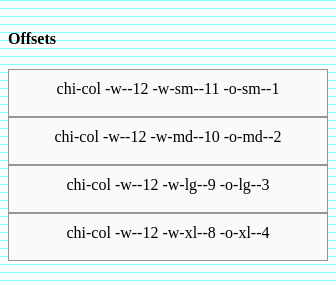 Offsets
chi-col -w--12 -w-sm--11 -o-sm--1
chi-col -w--12 -w-md--10 -o-md--2
chi-col -w--12 -w-lg--9 -o-lg--3
chi-col -w--12 -w-xl--8 -o-xl--4